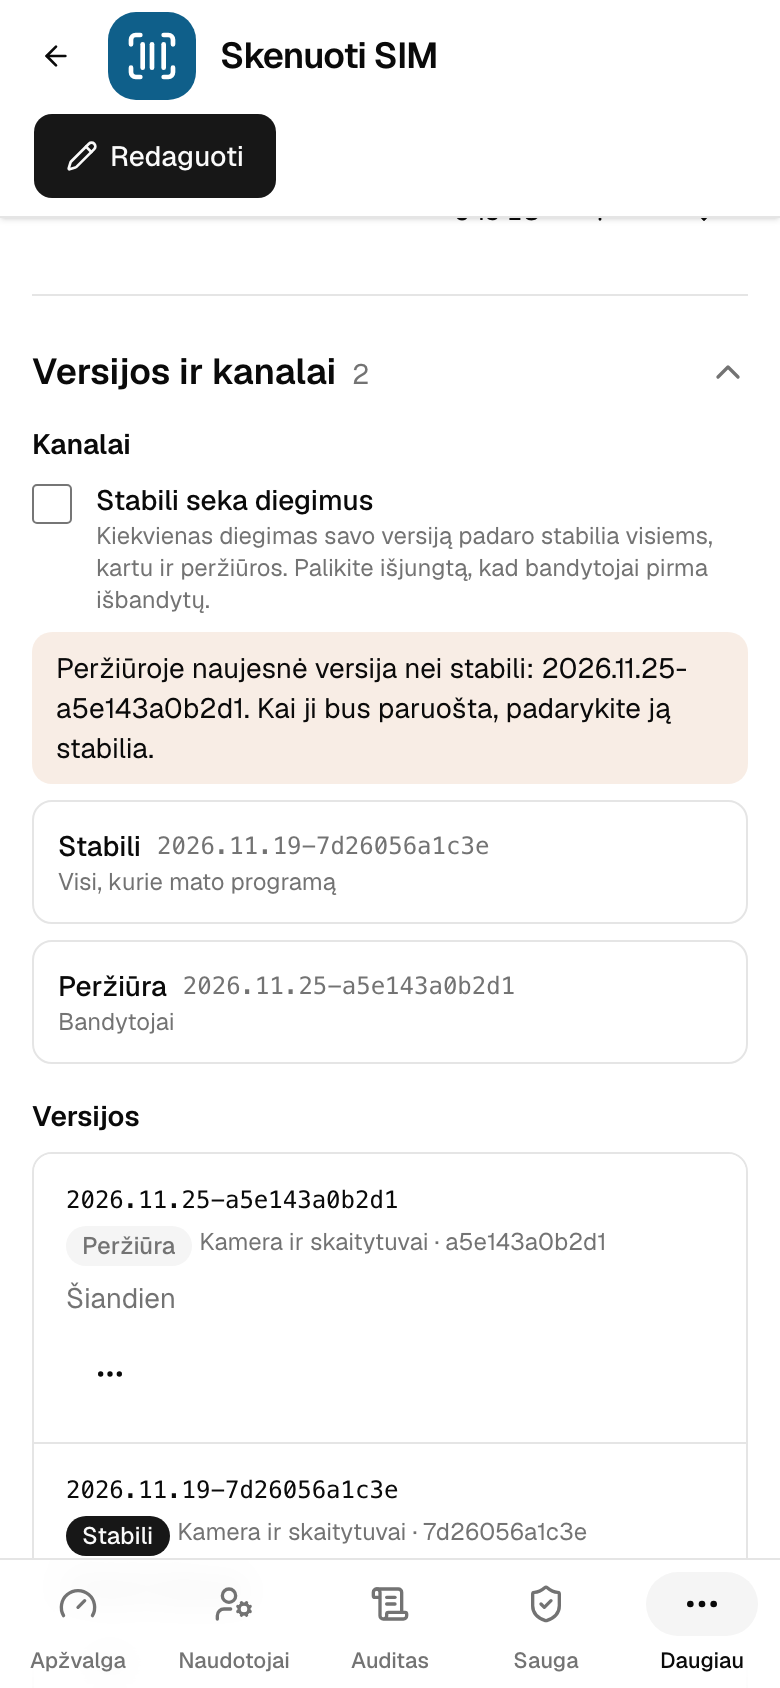 Skenuoti SIM
Redaguoti
Versijos ir kanalai 2
Kanalai
Stabili seka diegimus
Kiekvienas diegimas savo versiją padaro stabilia visiems,
kartu ir peržiūros. Palikite išjungtą, kad bandytojai pirma
išbandytų.
Peržiūroje naujesnė versija nei stabili: 2026.11.25-
a5e143a0b2d1. Kai ji bus paruošta, padarykite ją
stabilia.
Stabili 2026.11.19-7d26056a1c3e
Visi, kurie mato programą
Peržiūra 2026.11.25-a5e143a0b2d1
Bandytojai
Versijos
2026.11.25-a5e143a0b2d1
Peržiūra Kamera ir skaitytuvai · a5e143a0b2d1
Šiandien
2026.11.19-7d26056a1c3e
Stabili Kamera ir skaitytuvai · 7d26056a1c3e
Apžvalga Naudotojai Auditas Sauga Daugiau